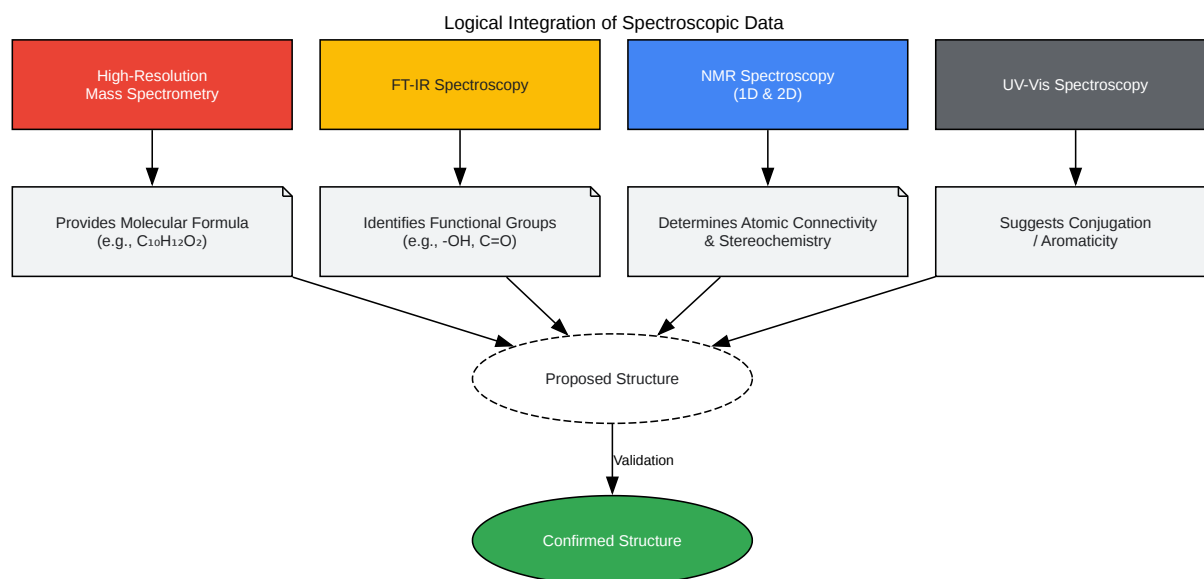 Logical Integration of Spectroscopic Data
High-Resolution
Mass Spectrometry
FT-IR Spectroscopy
NMR Spectroscopy
(1D & 2D)
UV-Vis Spectroscopy
Provides Molecular Formula
(e.g., C₁₀H₁₂O₂)
Identifies Functional Groups
(e.g., -OH, C=O)
Determines Atomic Connectivity
& Stereochemistry
Suggests Conjugation
/ Aromaticity
Proposed Structure
Validation
Confirmed Structure